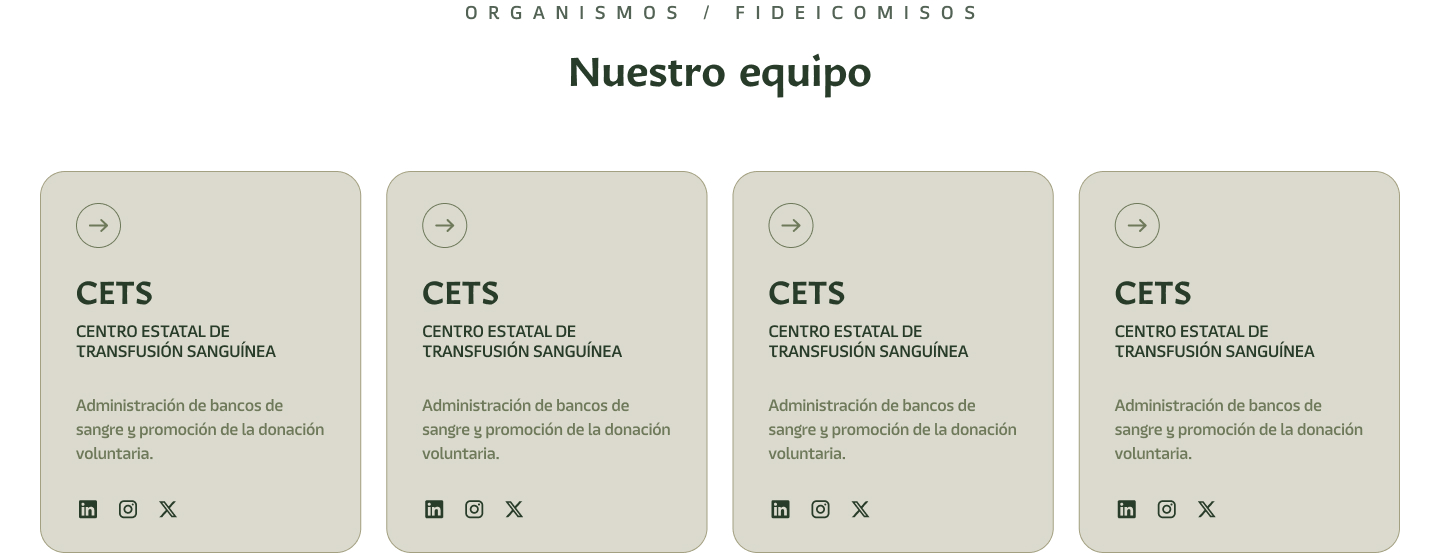 ORGANISMOS / FIDEICOMISOS
Nuestro equipo
CETS
CENTRO ESTATAL DE
TRANSFUSIÓN SANGUÍNEA
Administración de bancos de
sangre y promoción de la donación
voluntaria.
CETS
CENTRO ESTATAL DE
TRANSFUSIÓN SANGUÍNEA
Administración de bancos de
sangre y promoción de la donación
voluntaria.
CETS
CENTRO ESTATAL DE
TRANSFUSIÓN SANGUÍNEA
Administración de bancos de
sangre y promoción de la donación
voluntaria.
CETS
CENTRO ESTATAL DE
TRANSFUSIÓN SANGUÍNEA
Administración de bancos de
sangre y promoción de la donación
voluntaria.